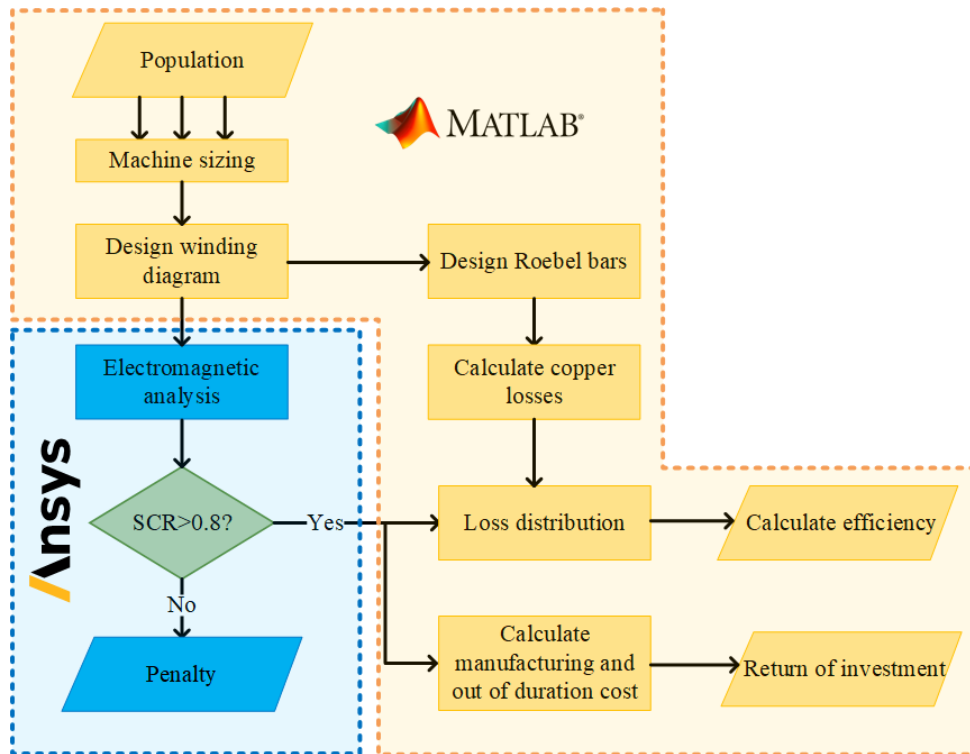 Population
MATLAB®
Machine sizing
Design winding
diagram
Design Roebel bars
Electromagnetic
analysis
Calculate copper
losses
Ansys
SCR>0.8?
Yes
Loss distribution
Calculate efficiency
No
Penalty
Calculate
manufacturing and
out of duration cost
Return of investment